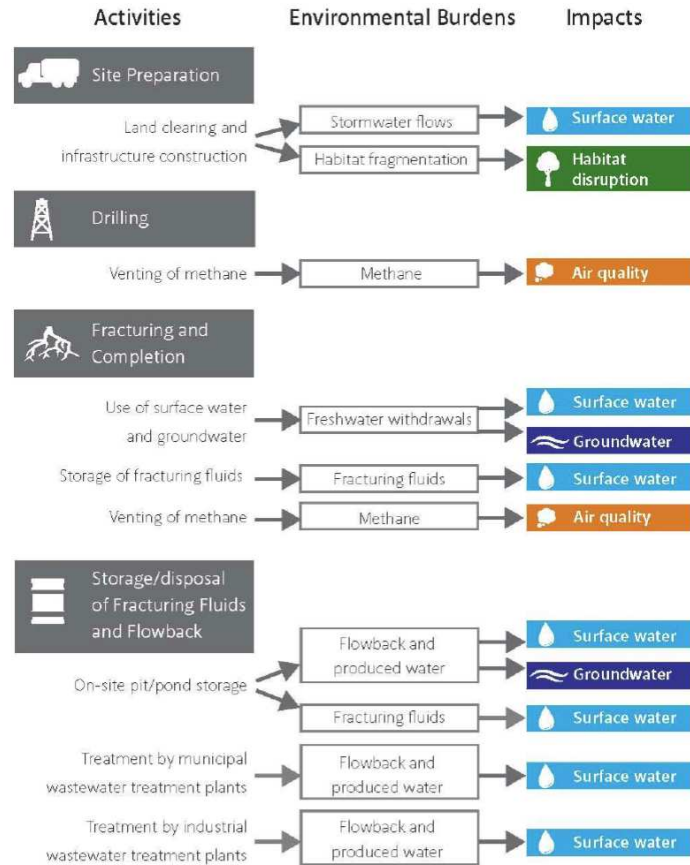 Activities Environmental Burdens Impacts
Site Preparation
Land clearing and
infrastructure construction
Stormwater flows
Surface water
Habitat fragmentation
Habitat
disruption
Drilling
Venting of methane
Methane
Air quality
Fracturing and
Completion
Use of surface water
and groundwater
Freshwater withdrawals
Surface water
Groundwater
Storage of fracturing fluids
Fracturing fluids
Surface water
Venting of methane
Methane
Air quality
Storage/disposal
of Fracturing Fluids
and Flowback
On-site pit/pond storage
Flowback and
produced water
Surface water
Groundwater
Fracturing fluids
Surface water
Treatment by municipal
wastewater treatment plants
Flowback and
produced water
Surface water
Treatment by industrial
wastewater treatment plants
Flowback and
produced water
Surface water